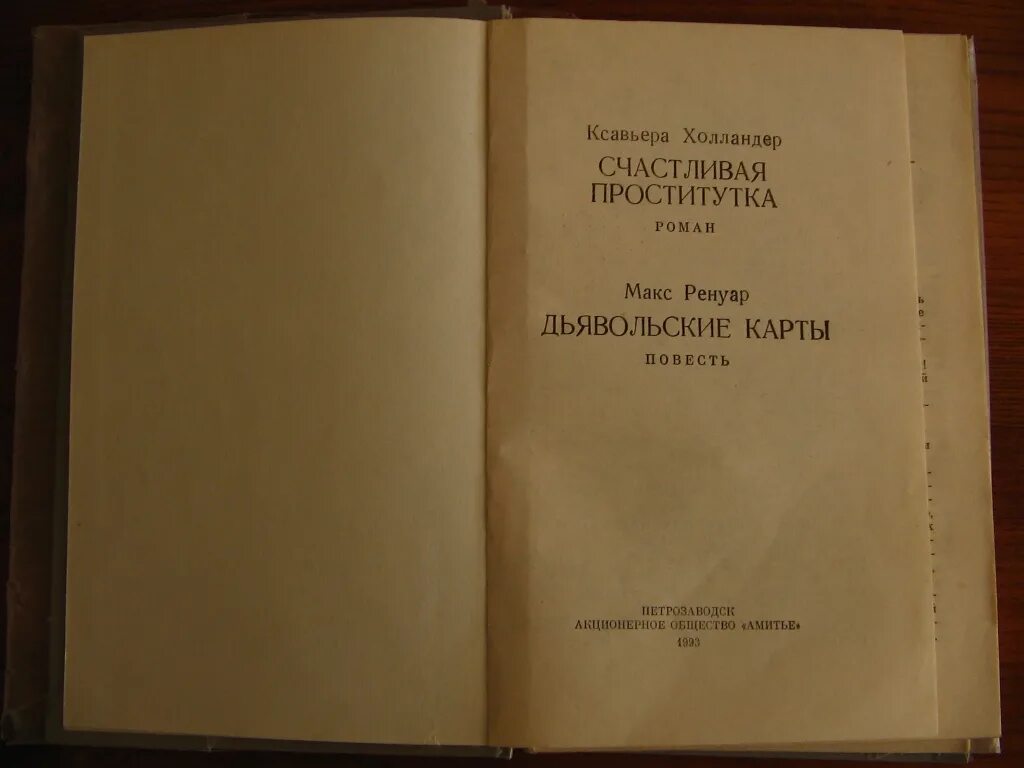 Ксавьера Холландер
СЧАСТЛИВАЯ
ПРОСТИТУТКА
РОМАН
Макс Ренуар
ДЬЯВОЛЬСКИЕ КАРТЫ
ПОВЕСТЬ
ПЕТРОЗАВОДСК
АКЦИОНЕРНОЕ ОБЩЕСТВО «АМИТЬЕ»
1993